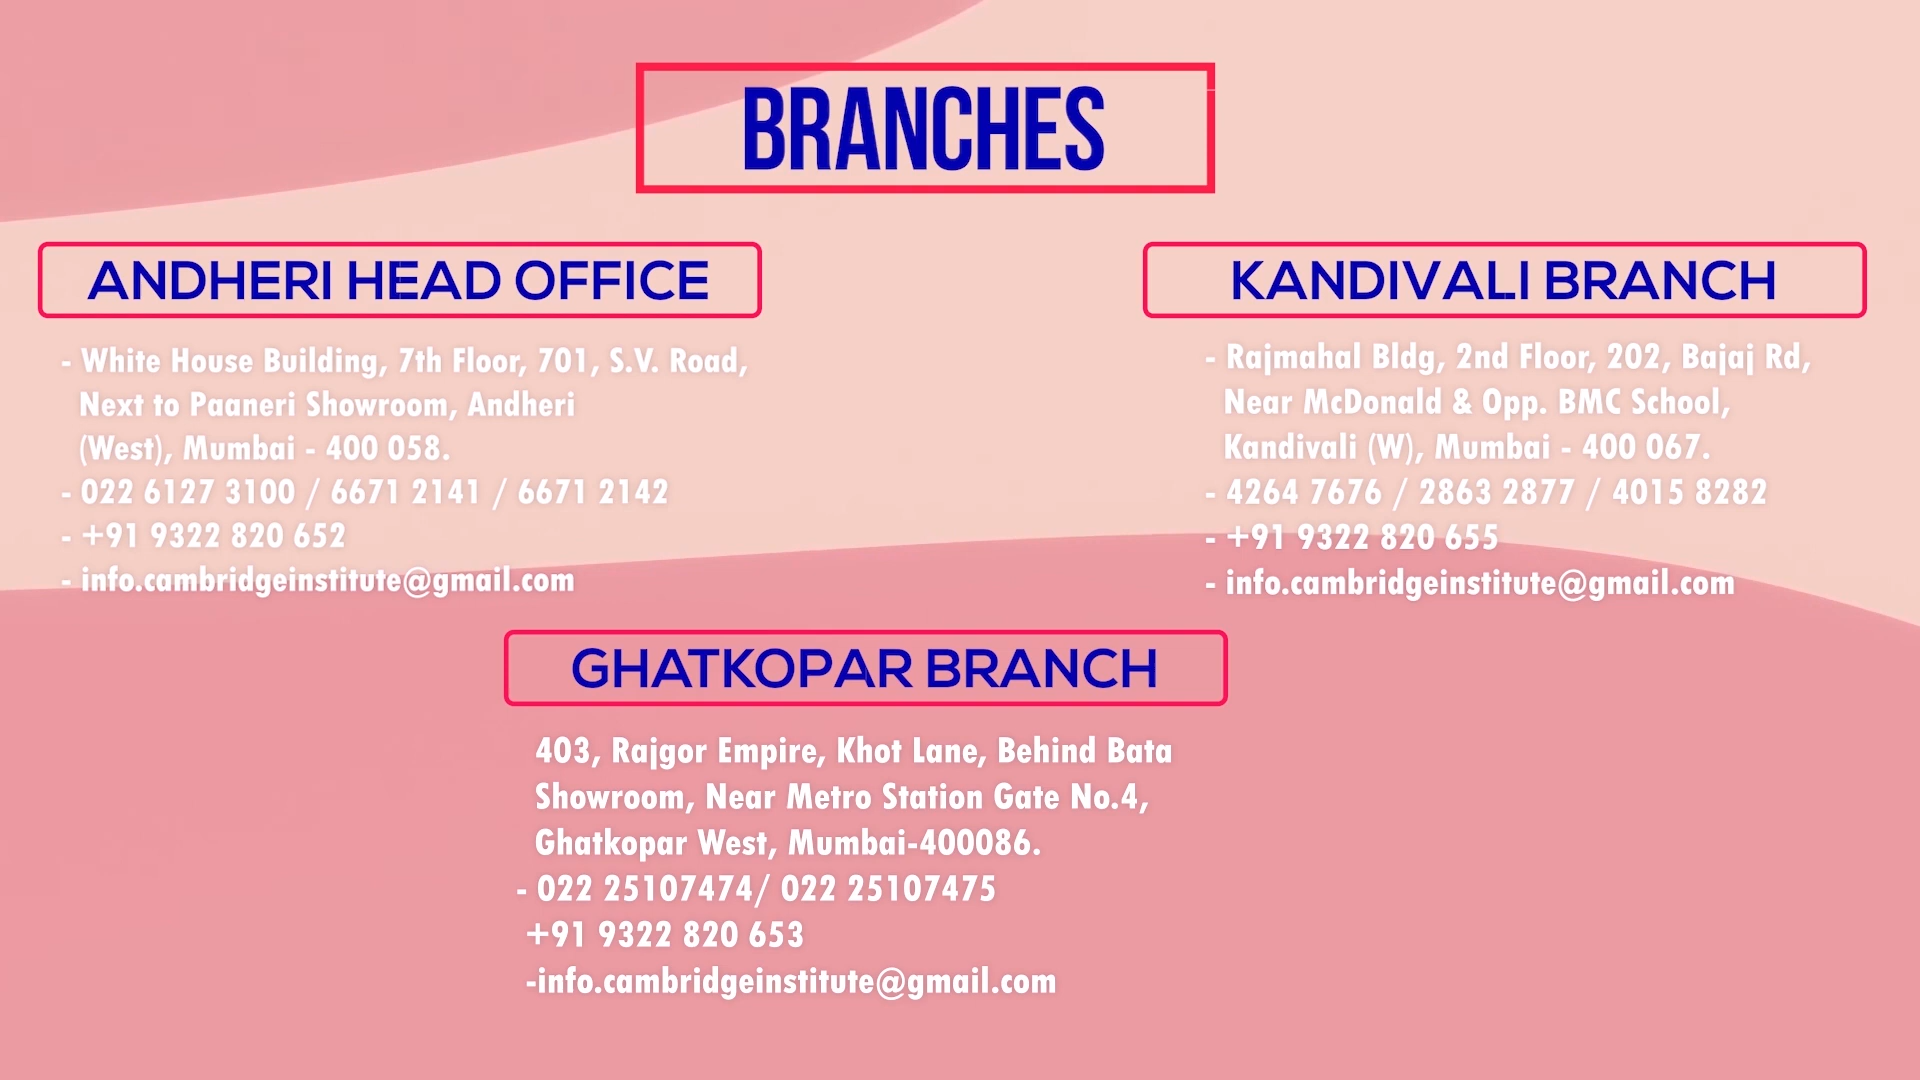 BRANCHES
ANDHERI HEAD OFFICE
- White House Building, 7th Floor, 701, S.V. Road,
Next to Paaneri Showroom, Andheri
(West), Mumbai - 400 058.
- 022 6127 3100 / 6671 2141 / 6671 2142
- +91 9322 820 652
- info.cambridgeinstitute@gmail.com
KANDIVALI BRANCH
- Rajmahal Bldg, 2nd Floor, 202, Bajaj Rd,
Near McDonald & Opp. BMC School,
Kandivali (W), Mumbai - 400 067.
- 4264 7676 / 2863 2877 / 4015 8282
- +91 9322 820 655
- info.cambridgeinstitute@gmail.com
GHATKOPAR BRANCH
403, Rajgor Empire, Khot Lane, Behind Bata
Showroom, Near Metro Station Gate No.4,
Ghatkopar West, Mumbai-400086.
- 022 25107474/ 022 25107475
+91 9322 820 653
-info.cambridgeinstitute@gmail.com